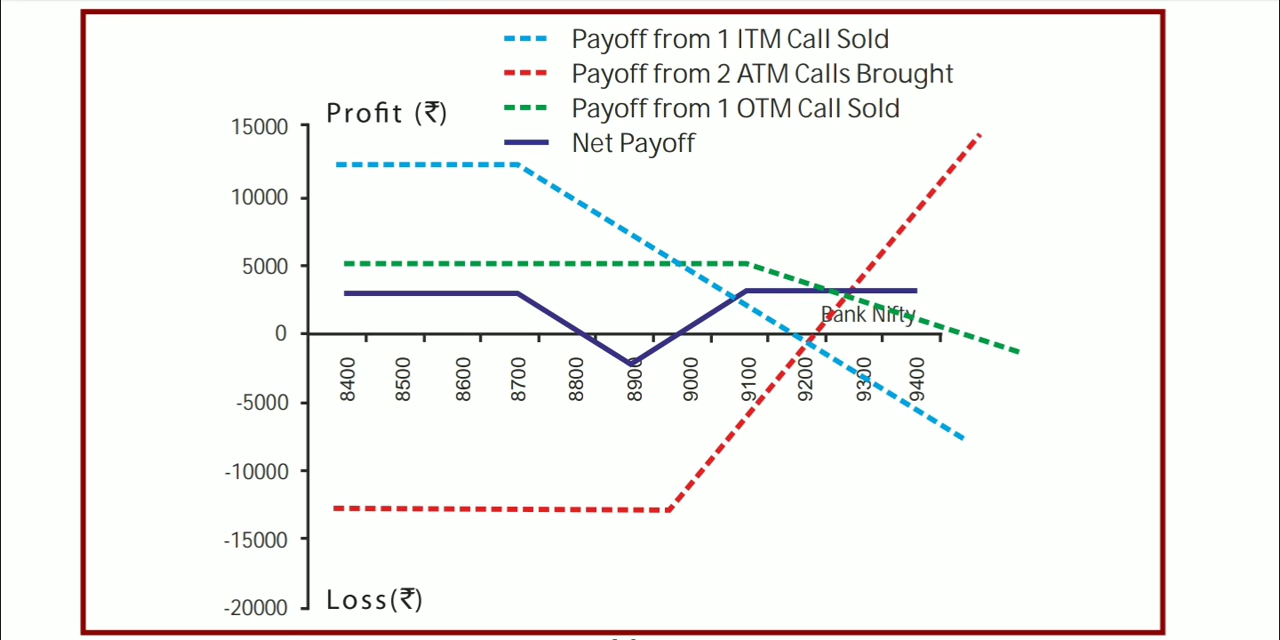 Payoff from 1 ITM Call Sold
Payoff from 2 ATM Calls Brought
Payoff from 1 OTM Call Sold
Net Payoff
Profit (₹)
15000
10000
5000
0
-5000
-10000
-15000
-20000
Bank Nifty
8400 8500 8600 8700 8800 8900 9000 9100 9200 9300 9400
Loss(₹)